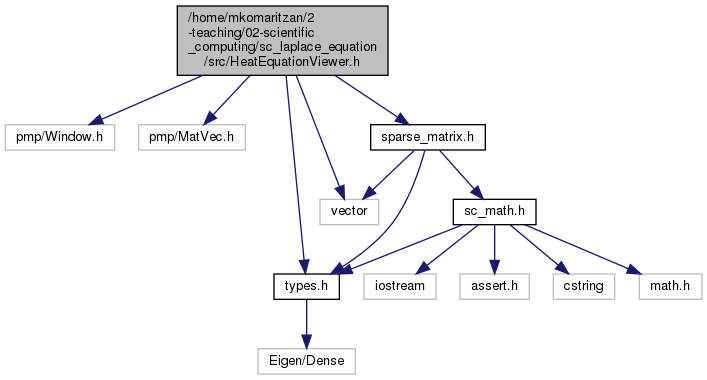 /home/mkomaritzan/2
-teaching/02-scientific
_computing/sc_laplace_equation
/src/HeatEquationViewer.h
pmp/Window.h
pmp/MatVec.h
sparse_matrix.h
vector
sc_math.h
types.h
iostream
assert.h
cstring
math.h
Eigen/Dense